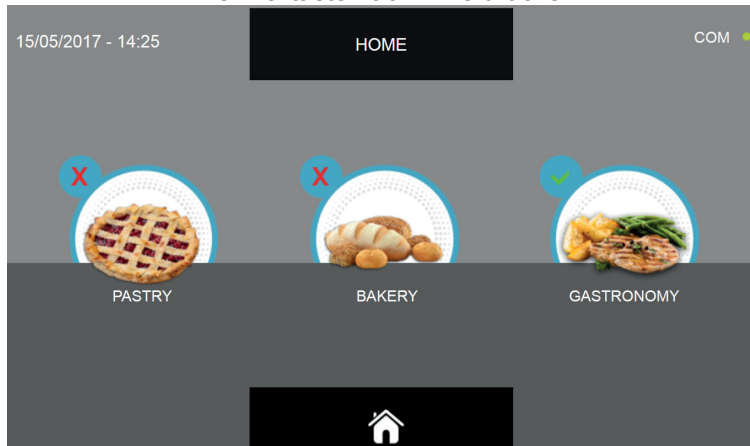 15/05/2017 - 14:25
HOME
COM
X
X
PASTRY
BAKERY
GASTRONOMY